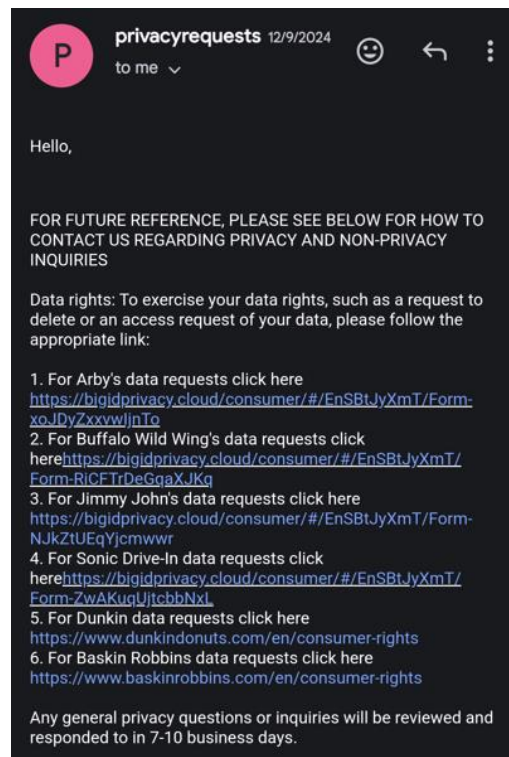 P
privacyrequests 12/9/2024
to me
Hello,
FOR FUTURE REFERENCE, PLEASE SEE BELOW FOR HOW TO
CONTACT US REGARDING PRIVACY AND NON-PRIVACY
INQUIRIES
Data rights: To exercise your data rights, such as a request to
delete or an access request of your data, please follow the
appropriate link:
1. For Arby's data requests click here
https://bigidprivacy.cloud/consumer/#/EnSBtJyXmT/Form-
xoJDyZxxvwIjnTo
2. For Buffalo Wild Wing's data requests click
herehttps://bigidprivacy.cloud/consumer/#/EnSBtJyXmT/
Form-RiCFTrDeGqaXJKq
3. For Jimmy John's data requests click here
https://bigidprivacy.cloud/consumer/#/EnSBtJyXmT/Form-
NJkZtUEqYjcmwwr
4. For Sonic Drive-In data requests click
herehttps://bigidprivacy.cloud/consumer/#/EnSBtJyXmT/
Form-ZwAKuqUjtcbbNxL
5. For Dunkin data requests click here
https://www.dunkindonuts.com/en/consumer-rights
6. For Baskin Robbins data requests click here
https://www.baskinrobbins.com/en/consumer-rights
Any general privacy questions or inquiries will be reviewed and
responded to in 7-10 business days.